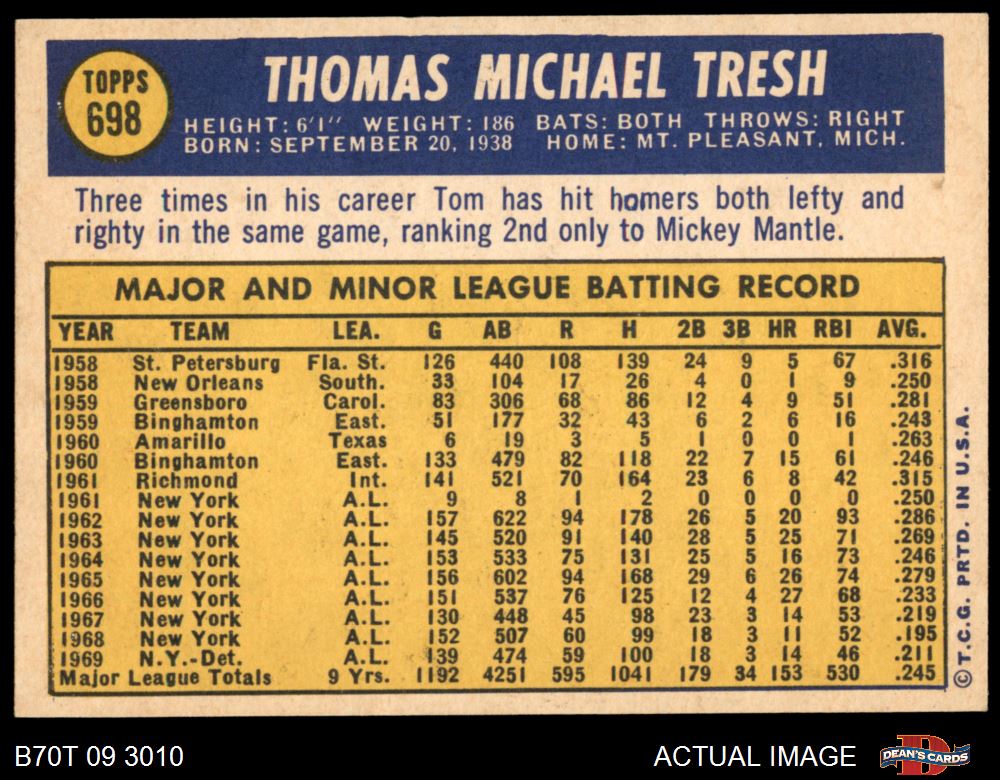 TOPPS
698
THOMAS MICHAEL TRESH
HEIGHT: 6'1" WEIGHT: 186 BATS: BOTH THROWS: RIGHT
BORN: SEPTEMBER 20, 1938 HOME: MT. PLEASANT, MICH.
Three times in his career Tom has hit homers both lefty and
righty in the same game, ranking 2nd only to Mickey Mantle.
MAJOR AND MINOR LEAGUE BATTING RECORD
YEAR TEAM LEA. G AB R H 2B 3B HR RBI AVG.
1958 St. Petersburg Fla. St. 126 440 108 139 24 9 5 67 .316
1958 New Orleans South. 33 104 17 26 4 0 1 9 .250
1959 Greensboro Carol. 83 306 68 86 12 4 9 51 .281
1959 Binghamton East. 51 177 32 43 6 2 6 16 .243
1960 Amarillo Texas 6 19 3 5 1 0 0 1 .263
1960 Binghamton East. 133 479 82 118 22 7 15 61 .246
1961 Richmond Int. 141 521 70 164 23 6 8 42 .315
1961 New York A.L. 9 8 1 2 0 0 0 0 .250
1962 New York A.L. 157 622 94 178 26 5 20 93 .286
1963 New York A.L. 145 520 91 140 28 5 25 71 .269
1964 New York A.L. 153 533 75 131 25 5 16 73 .246
1965 New York A.L. 156 602 94 168 29 6 26 74 .279
1966 New York A.L. 151 537 76 125 12 4 27 68 .233
1967 New York A.L. 130 448 45 98 23 3 14 53 .219
1968 New York A.L. 152 507 60 99 18 3 11 52 .195
1969 N.Y.-Det. A.L. 139 474 59 100 18 3 14 46 .211
Major League Totals 9 Yrs. 1192 4251 595 1041 179 34 153 530 .245
©T.C.G. PRTD. IN U.S.A.
B70T 09 3010
ACTUAL IMAGE
D
DEAN'S CARDS